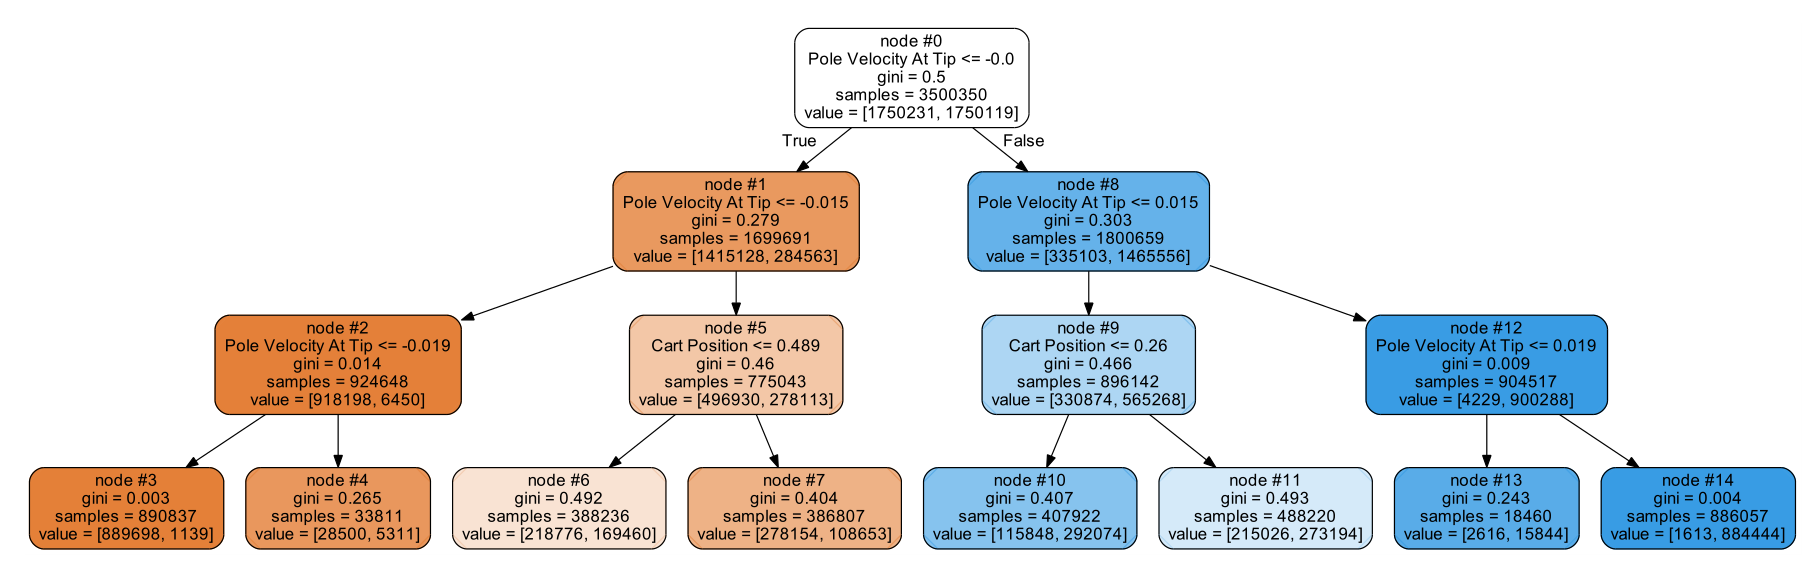 node #0
Pole Velocity At Tip <= -0.0
gini = 0.5
samples = 3500350
value = [1750231, 1750119]
True
False
node #1
Pole Velocity At Tip <= -0.015
gini = 0.279
samples = 1699691
value = [1415128, 284563]
node #8
Pole Velocity At Tip <= 0.015
gini = 0.303
samples = 1800659
value = [335103, 1465556]
node #2
Pole Velocity At Tip <= -0.019
gini = 0.014
samples = 924648
value = [918198, 6450]
node #5
Cart Position <= 0.489
gini = 0.46
samples = 775043
value = [496930, 278113]
node #9
Cart Position <= 0.26
gini = 0.466
samples = 896142
value = [330874, 565268]
node #12
Pole Velocity At Tip <= 0.019
gini = 0.009
samples = 904517
value = [4229, 900288]
node #3
gini = 0.003
samples = 890837
value = [889698, 1139]
node #4
gini = 0.265
samples = 33811
value = [28500, 5311]
node #6
gini = 0.492
samples = 388236
value = [218776, 169460]
node #7
gini = 0.404
samples = 386807
value = [278154, 108653]
node #10
gini = 0.407
samples = 407922
value = [115848, 292074]
node #11
gini = 0.493
samples = 488220
value = [215026, 273194]
node #13
gini = 0.243
samples = 18460
value = [2616, 15844]
node #14
gini = 0.004
samples = 886057
value = [1613, 884444]